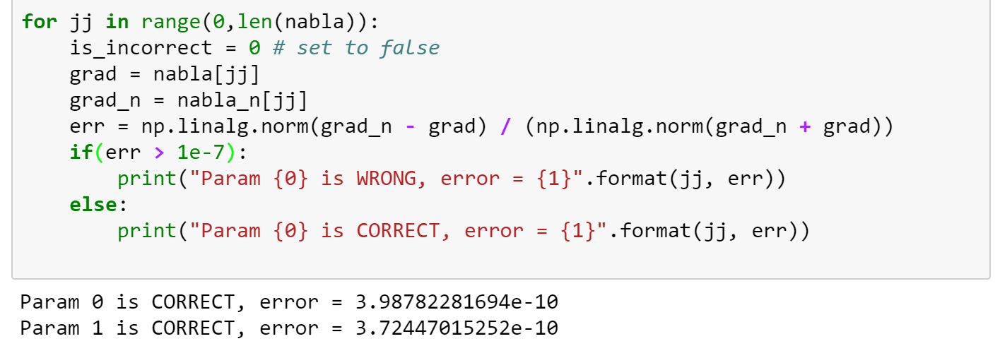 for jj in range(0,len(nabla)):
    is_incorrect = 0 # set to false
    grad = nabla[jj]
    grad_n = nabla_n[jj]
    err = np.linalg.norm(grad_n - grad) / (np.linalg.norm(grad_n + grad))
    if(err > 1e-7):
        print("Param {0} is WRONG, error = {1}".format(jj, err))
    else:
        print("Param {0} is CORRECT, error = {1}".format(jj, err))
Param 0 is CORRECT, error = 3.98782281694e-10
Param 1 is CORRECT, error = 3.72447015252e-10